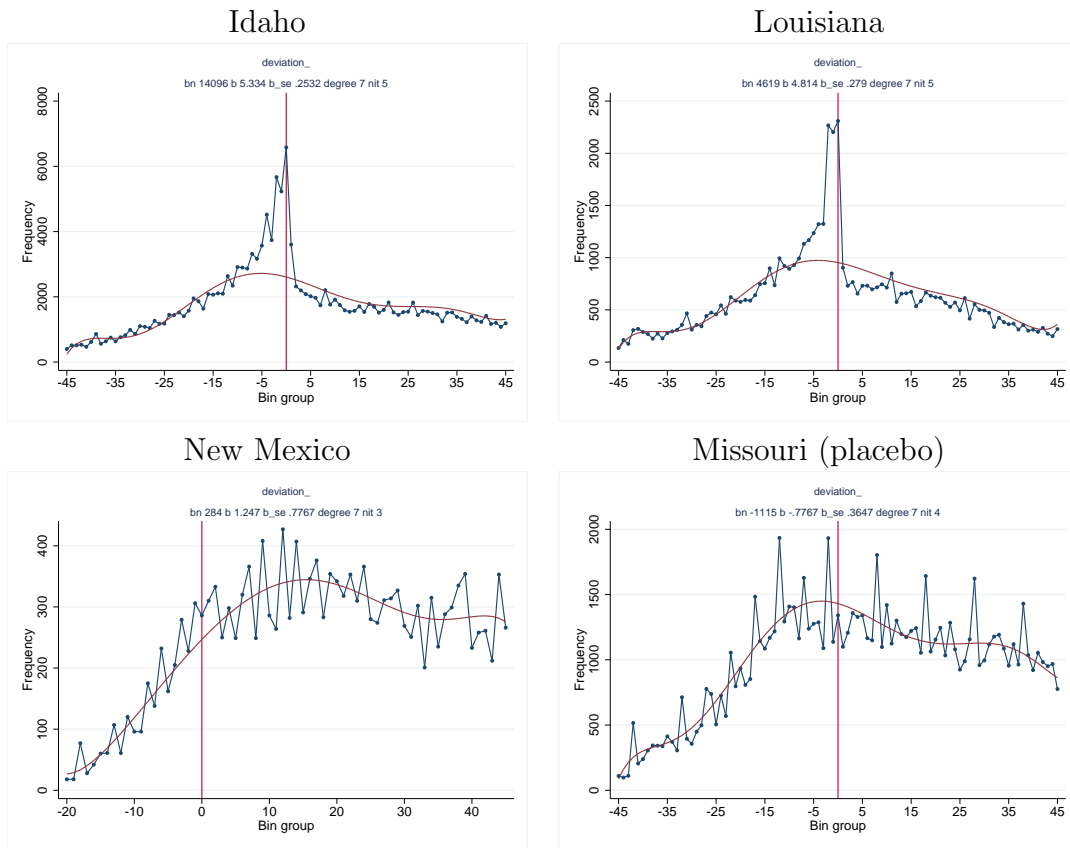 Idaho
deviation_
bn 14096 b 5.334 b_se .2532 degree 7 nit 5
Frequency
8000
6000
4000
2000
0
-45 -35 -25 -15 -5 5 15 25 35 45
Bin group
Louisiana
deviation_
bn 4619 b 4.814 b_se .279 degree 7 nit 5
Frequency
2500
2000
1500
1000
500
0
-45 -35 -25 -15 -5 5 15 25 35 45
Bin group
New Mexico
deviation_
bn 284 b 1.247 b_se .7767 degree 7 nit 3
Frequency
400
300
200
100
0
-20 -10 0 10 20 30 40
Bin group
Missouri (placebo)
deviation_
bn -1115 b -.7767 b_se .3647 degree 7 nit 4
Frequency
2000
1500
1000
500
0
-45 -35 -25 -15 -5 5 15 25 35 45
Bin group